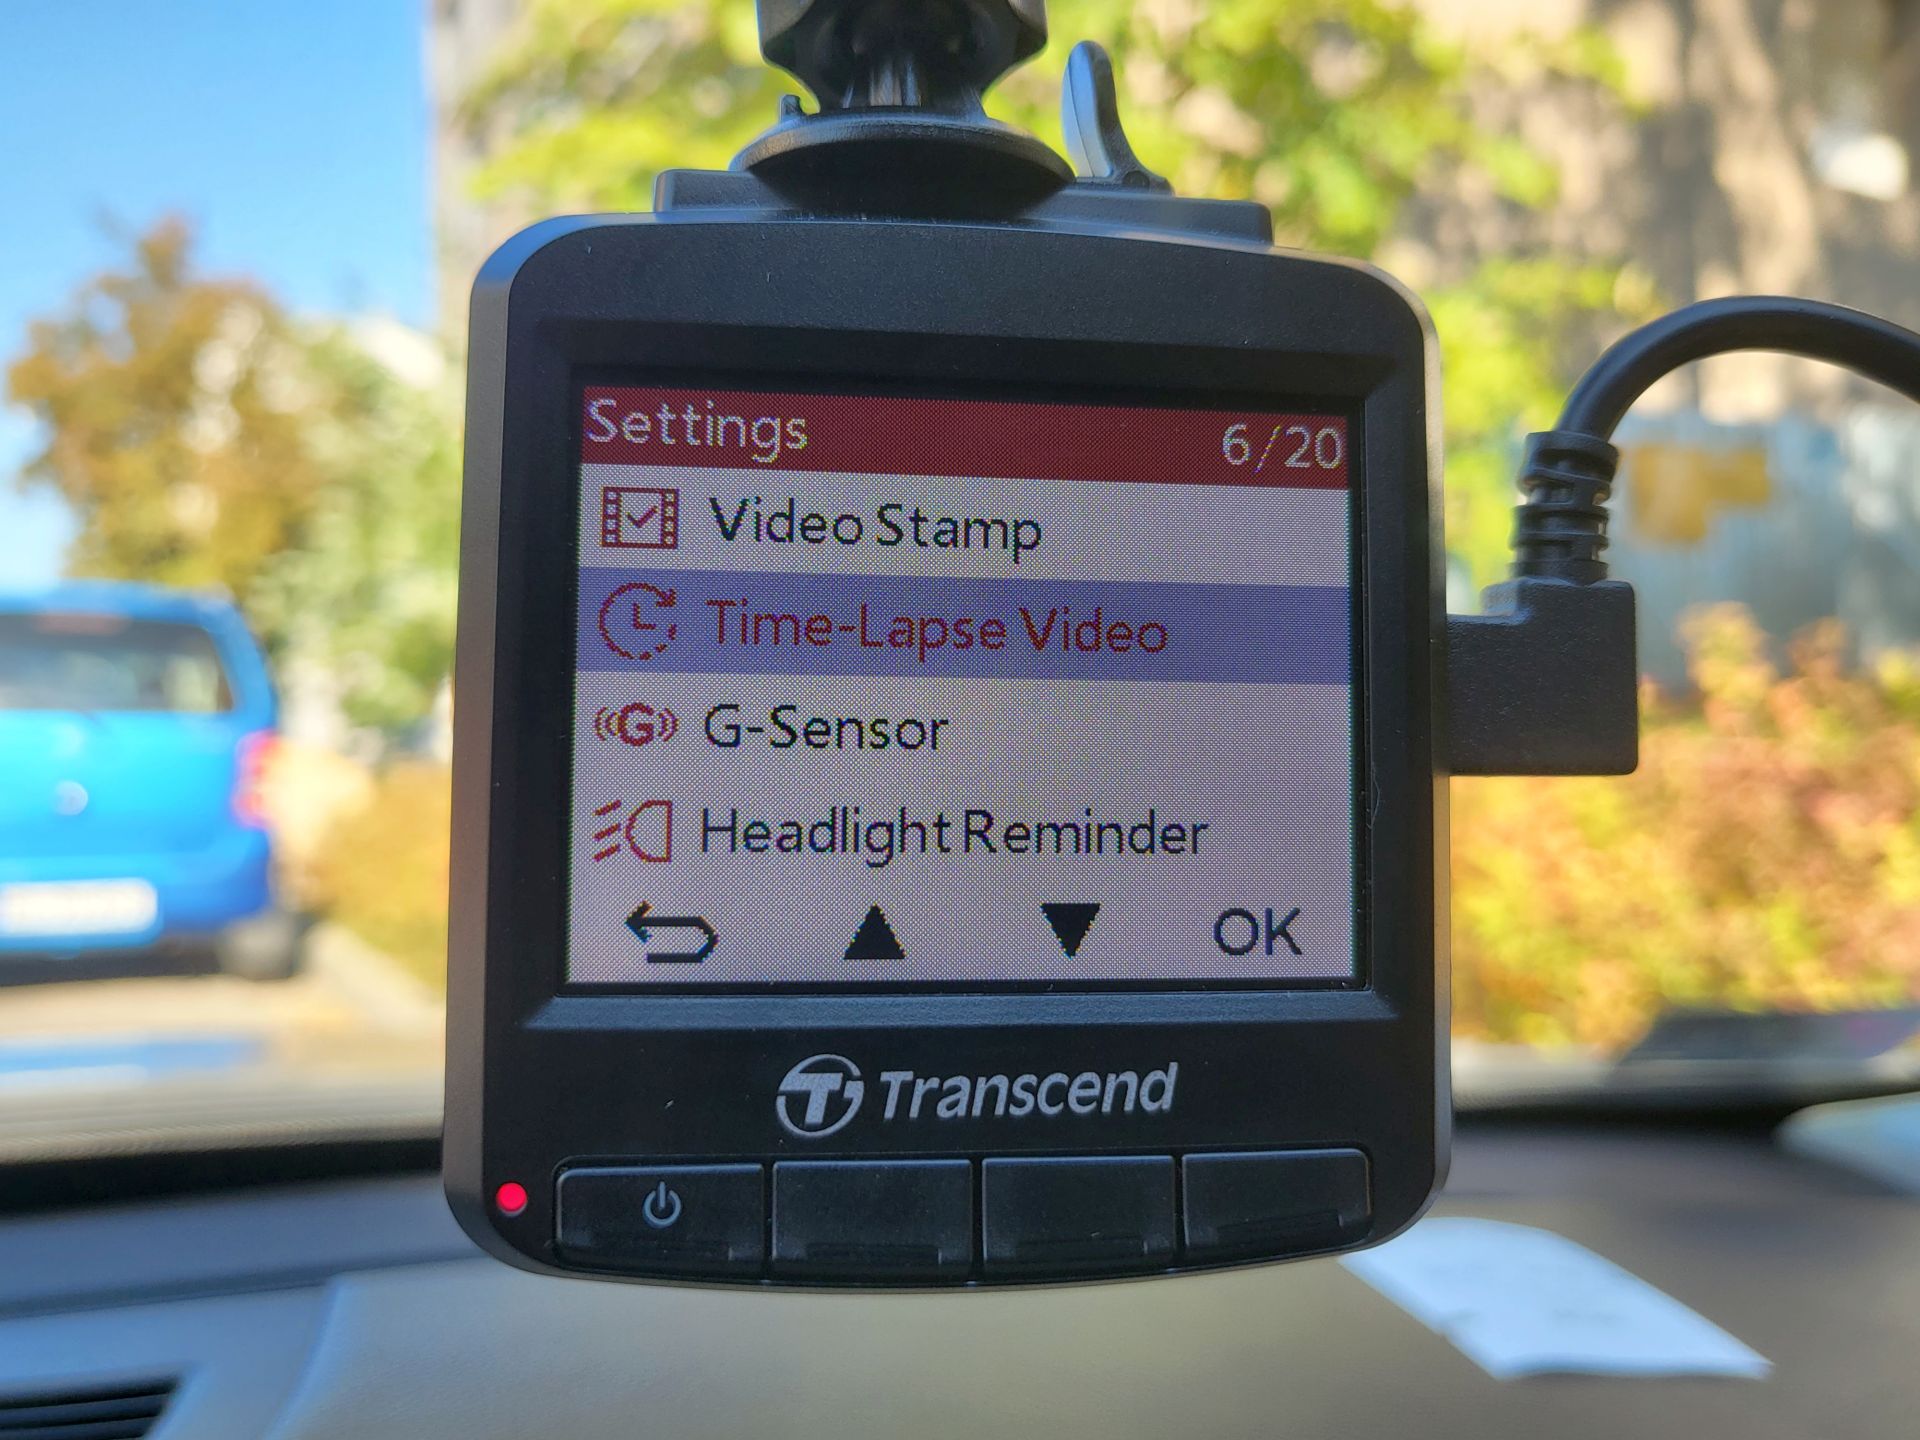 Settings 6/20
Video Stamp
Time-Lapse Video
G-Sensor
Headlight Reminder
OK
Transcend